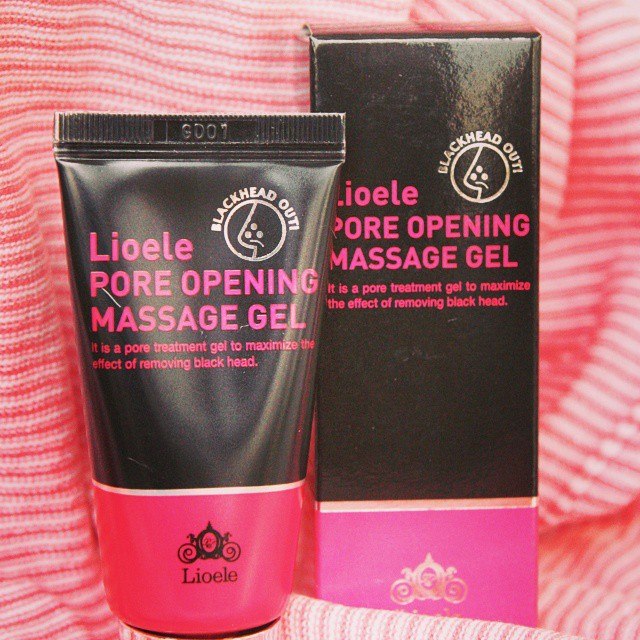 GD01
BLACKHEAD OUT!
Lioele
PORE OPENING
MASSAGE GEL
It is a pore treatment gel to maximize the
effect of removing black head.
Lioele
BLACKHEAD OUT!
Lioele
PORE OPENING
MASSAGE GEL
It is a pore treatment gel to maximize
the effect of removing black head.